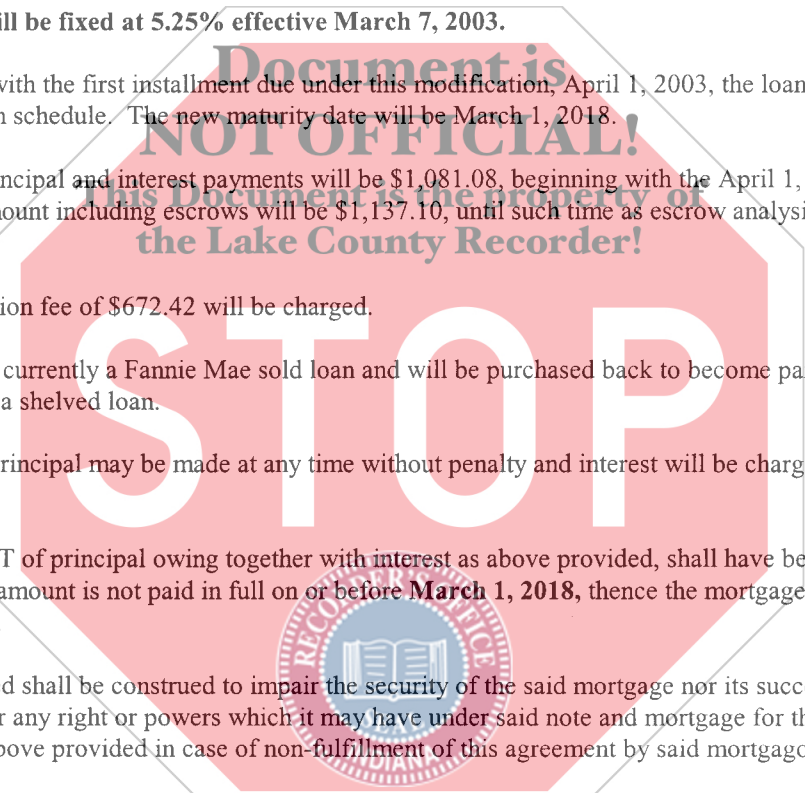 ill be fixed at 5.25% effective March 7, 2003.
Document is
with the first installment due under this modification, April 1, 2003, the loan
n schedule. The new maturity date will be March 1, 2018.
NOT OFFICIAL!
ncipal and interest payments will be $1,081.08, beginning with the April 1,
This Document is the property of
ount including escrows will be $1,137.10, until such time as escrow analysi
the Lake County Recorder!
ion fee of $672.42 will be charged.
currently a Fannie Mae sold loan and will be purchased back to become pa
a shelved loan.
STOP
rincipal may be made at any time without penalty and interest will be charg
T of principal owing together with interest as above provided, shall have be
amount is not paid in full on or before March 1, 2018, thence the mortgage
RECORDER'S OFFICE
d shall be construed to impair the security of the said mortgage nor its succ
r any right or powers which it may have under said note and mortgage for th
SEAL
bove provided in case of non-fulfillment of this agreement by said mortgago
INDIANA